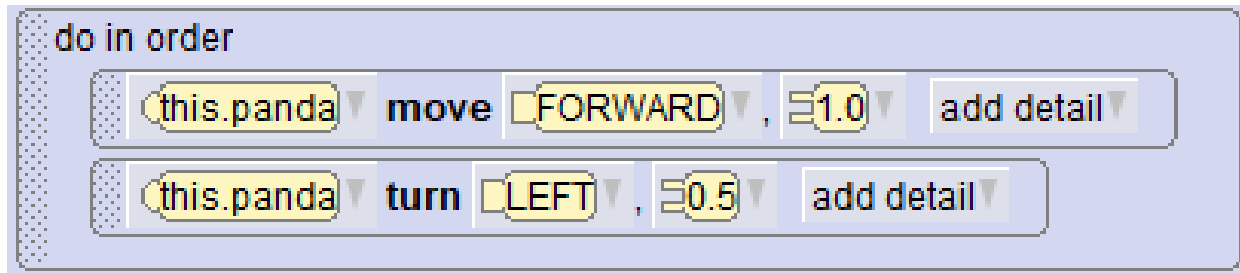 do in order
this.panda move FORWARD , 1.0 add detail
this.panda turn LEFT , 0.5 add detail